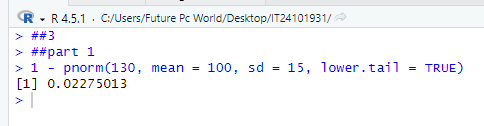 R 4.5.1 · C:/Users/Future Pc World/Desktop/IT24101931/
> ##3
> ##part 1
> 1 - pnorm(130, mean = 100, sd = 15, lower.tail = TRUE)
[1] 0.02275013
>